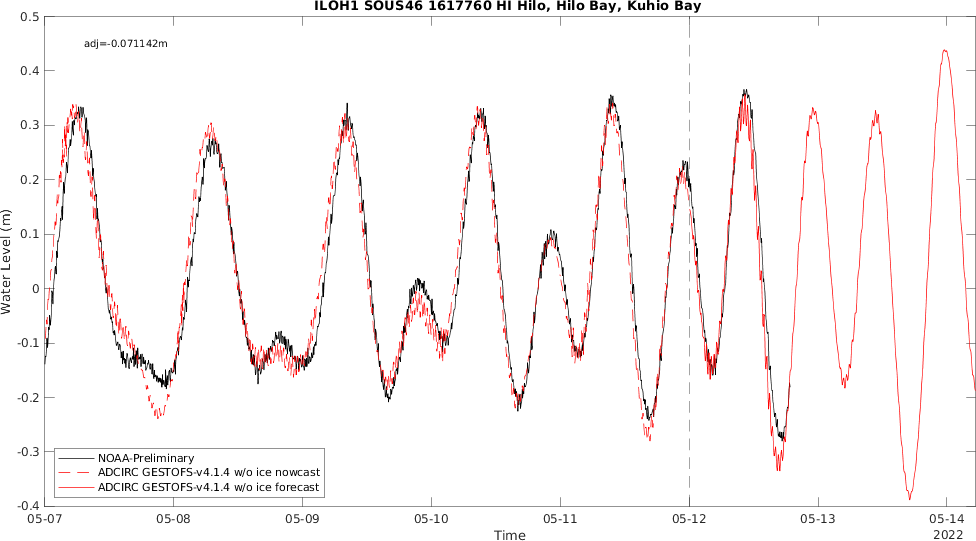 ILOH1 SOUS46 1617760 HI Hilo, Hilo Bay, Kuhio Bay
adj=-0.071142m
0.5
0.4
0.3
0.2
0.1
0
-0.1
-0.2
-0.3
-0.4
Water Level (m)
NOAA-Preliminary
ADCIRC GESTOFS-v4.1.4 w/o ice nowcast
ADCIRC GESTOFS-v4.1.4 w/o ice forecast
05-07 05-08 05-09 05-10 05-11 05-12 05-13 05-14
Time
2022